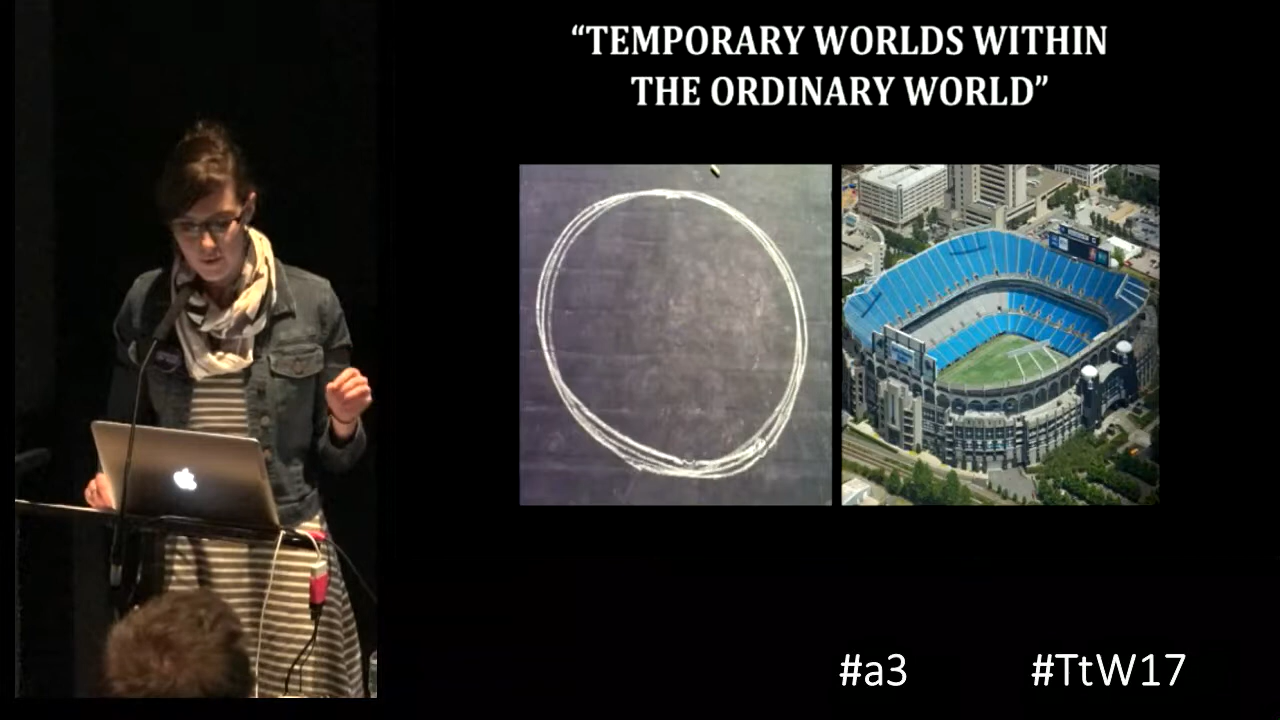 “TEMPORARY WORLDS WITHIN
THE ORDINARY WORLD”
#a3
#TtW17